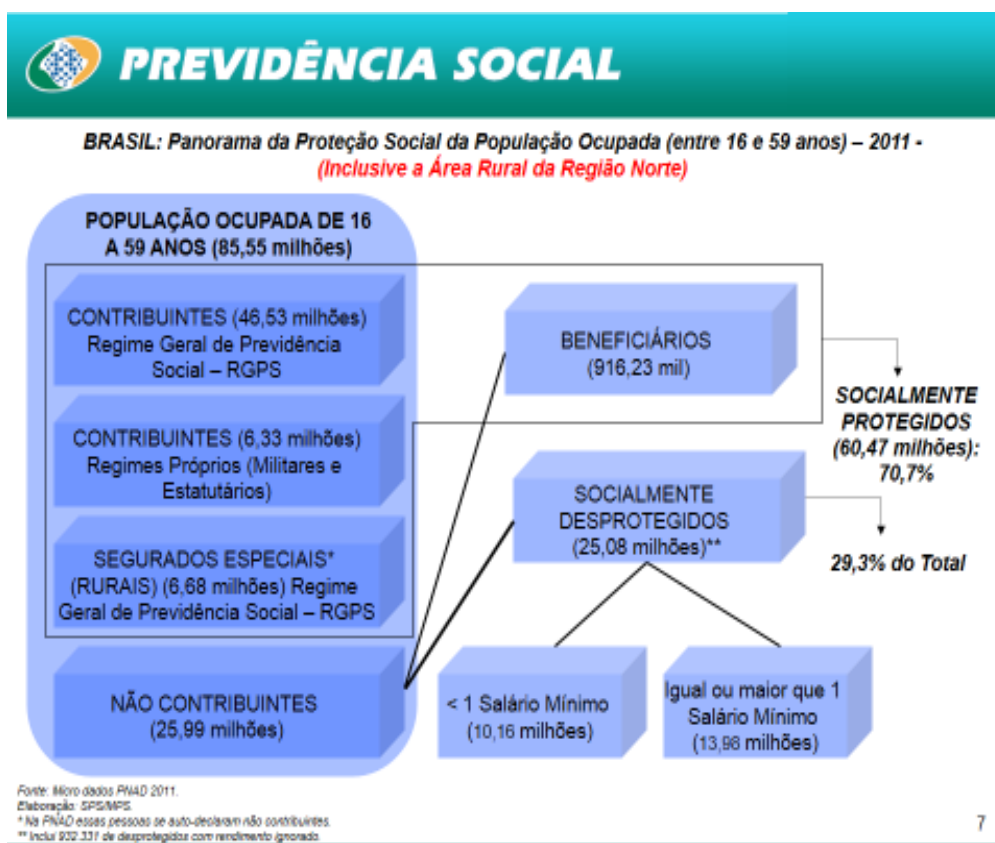 PREVIDÊNCIA SOCIAL
BRASIL: Panorama da Proteção Social da População Ocupada (entre 16 e 59 anos) – 2011 -
(Inclusive a Área Rural da Região Norte)
POPULAÇÃO OCUPADA DE 16
A 59 ANOS (85,55 milhões)
CONTRIBUINTES (46,53 milhões)
Regime Geral de Previdência
Social – RGPS
CONTRIBUINTES (6,33 milhões)
Regimes Próprios (Militares e
Estatutários)
SEGURADOS ESPECIAIS*
(RURAIS) (6,68 milhões) Regime
Geral de Previdência Social – RGPS
NÃO CONTRIBUINTES
(25,99 milhões)
BENEFICIÁRIOS
(916,23 mil)
SOCIALMENTE
DESPROTEGIDOS
(25,08 milhões)**
< 1 Salário Mínimo
(10,16 milhões)
Igual ou maior que 1
Salário Mínimo
(13,98 milhões)
SOCIALMENTE
PROTEGIDOS
(60,47 milhões):
70,7%
29,3% do Total
Fonte: Micro dados PNAD 2011.
Elaboração: SPS/MPS.
* Na PNAD essas pessoas se auto-declaram não contribuintes.
** Inclui 932.331 de desprotegidos com rendimento ignorado.
7